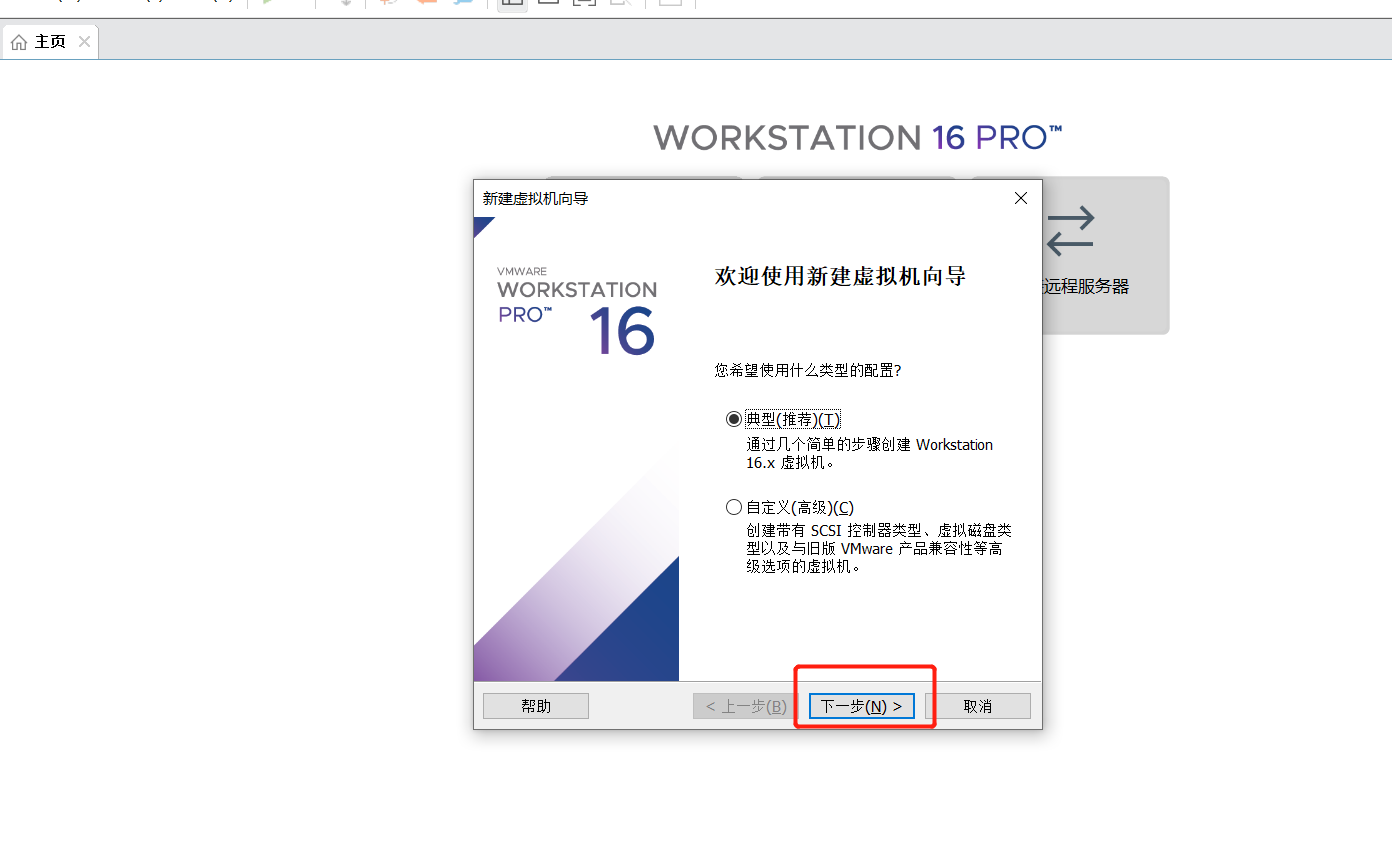 主页
WORKSTATION 16 PRO™
新建虚拟机向导
VMWARE
WORKSTATION
PRO™ 16
欢迎使用新建虚拟机向导
您希望使用什么类型的配置?
典型(推荐)(T)
通过几个简单的步骤创建 Workstation
16.x 虚拟机。
自定义(高级)(C)
创建带有 SCSI 控制器类型、虚拟磁盘类
型以及与旧版 VMware 产品兼容性等高
级选项的虚拟机。
远程服务器
帮助
< 上一步(B)
下一步(N) >
取消